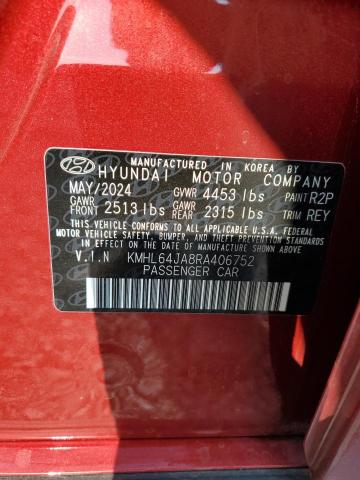 MANUFACTURED IN KOREA BY
HYUNDAI MOTOR COMPANY
MAY/2024 GVWR 4453 lbs PAINT R2P
GAWR FRONT 2513 lbs GAWR REAR 2315 lbs TRIM REY
THIS VEHICLE CONFORMS TO ALL APPLICABLE U.S.A. FEDERAL
MOTOR VEHICLE SAFETY, BUMPER, AND THEFT PREVENTION STANDARDS
IN EFFECT ON THE DATE OF MANUFACTURE SHOWN ABOVE.
V.I.N KMHL64JA8RA406752
PASSENGER CAR